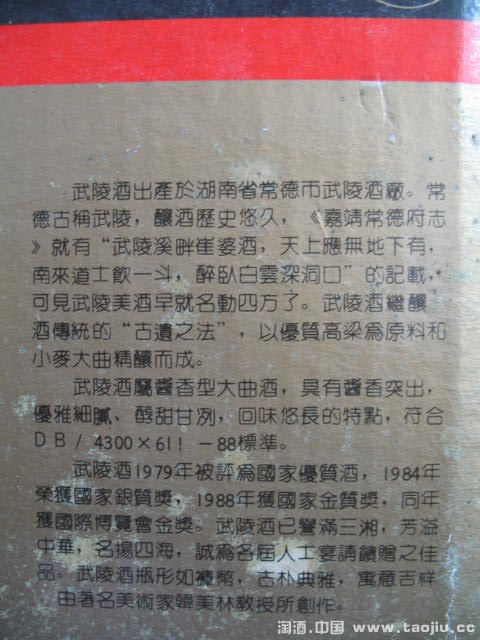 武陵酒出產於湖南省常德市武陵酒廠。常
德古稱武陵，釀酒歷史悠久，《嘉靖常德府志
》就有“武陵溪畔崔婆酒，天上應無地下有，
南來道士飲一斗，醉臥白雲深洞口”的記載，
可見武陵美酒早就名動四方了。武陵酒繼釀
酒傳統的“古遺之法”，以優質高梁為原料和
小麥大曲精釀而成。
武陵酒屬醬香型大曲酒，具有醬香突出，
優雅細膩、醇甜甘冽，回味悠長的特點，符合
DB/4300×611-88標準。
武陵酒1979年被評為國家優質酒，1984年
榮獲國家銀質獎，1988年獲國家金質獎，同年
獲國際博覽會金獎。武陵酒已譽滿三湘，芳溢
中華，名揚四海，誠為各屆人士宴請饋贈之佳
品。武陵酒瓶形如褲幣，古朴典雅，寓意吉祥
由著名美術家韓美林教授所創作。
淘酒.中国 www.taojiu.cc